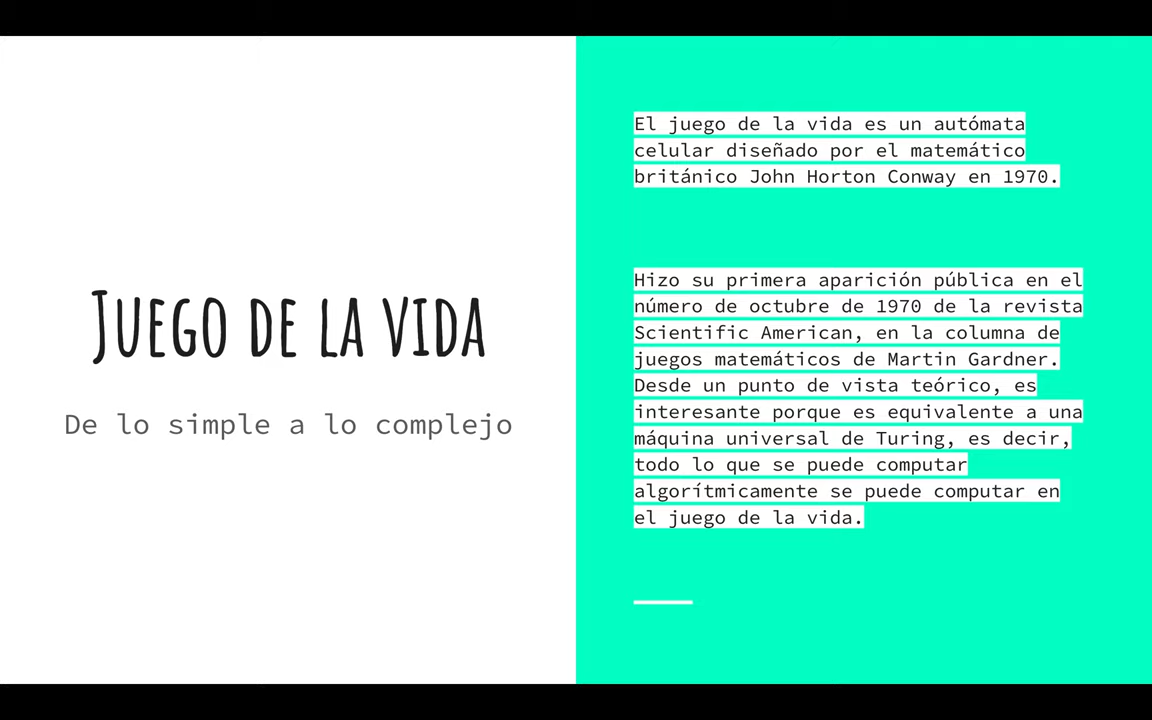 JUEGO DE LA VIDA
De lo simple a lo complejo
El juego de la vida es un autómata
celular diseñado por el matemático
británico John Horton Conway en 1970.
Hizo su primera aparición pública en el
número de octubre de 1970 de la revista
Scientific American, en la columna de
juegos matemáticos de Martin Gardner.
Desde un punto de vista teórico, es
interesante porque es equivalente a una
máquina universal de Turing, es decir,
todo lo que se puede computar
algorítmicamente se puede computar en
el juego de la vida.